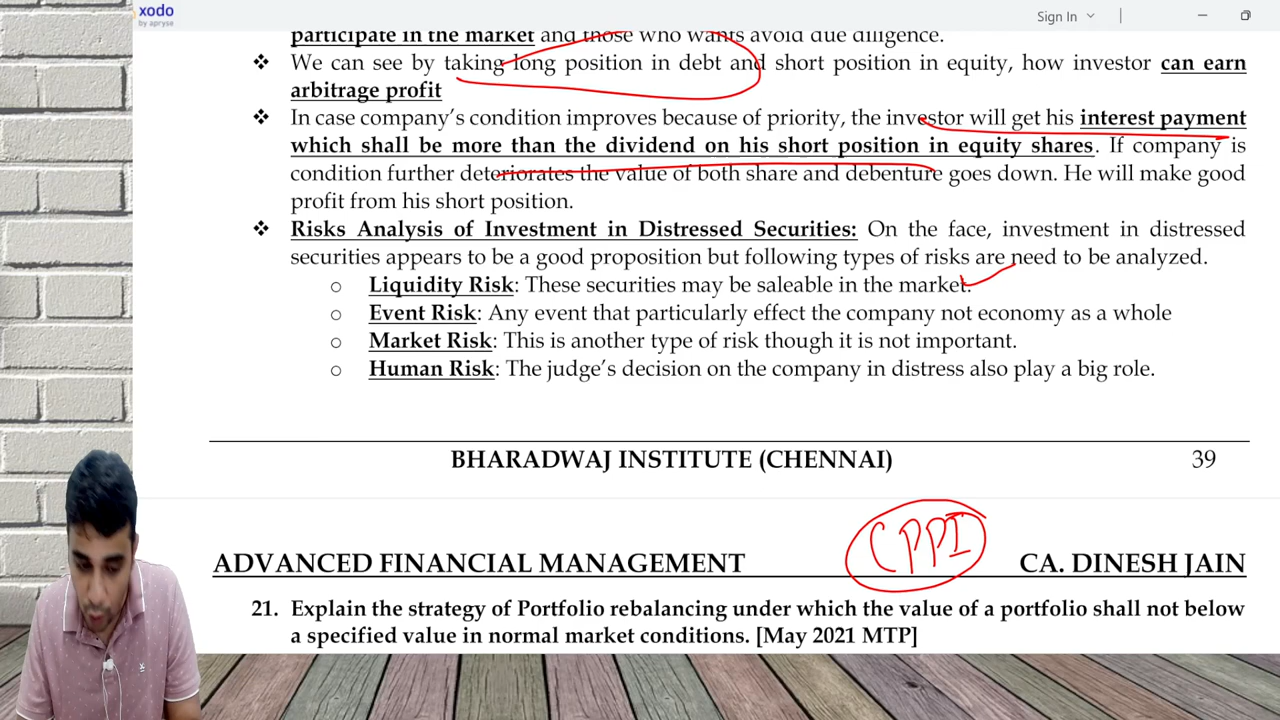 xodo
by apryse
Sign In
participate in the market and those who wants avoid due diligence.
❖ We can see by taking long position in debt and short position in equity, how investor can earn
arbitrage profit
❖ In case company's condition improves because of priority, the investor will get his interest payment
which shall be more than the dividend on his short position in equity shares. If company is
condition further deteriorates the value of both share and debenture goes down. He will make good
profit from his short position.
❖ Risks Analysis of Investment in Distressed Securities: On the face, investment in distressed
securities appears to be a good proposition but following types of risks are need to be analyzed.
o Liquidity Risk: These securities may be saleable in the market.
o Event Risk: Any event that particularly effect the company not economy as a whole
o Market Risk: This is another type of risk though it is not important.
o Human Risk: The judge's decision on the company in distress also play a big role.
BHARADWAJ INSTITUTE (CHENNAI) 39
CPPI
ADVANCED FINANCIAL MANAGEMENT CA. DINESH JAIN
21. Explain the strategy of Portfolio rebalancing under which the value of a portfolio shall not below
a specified value in normal market conditions. [May 2021 MTP]